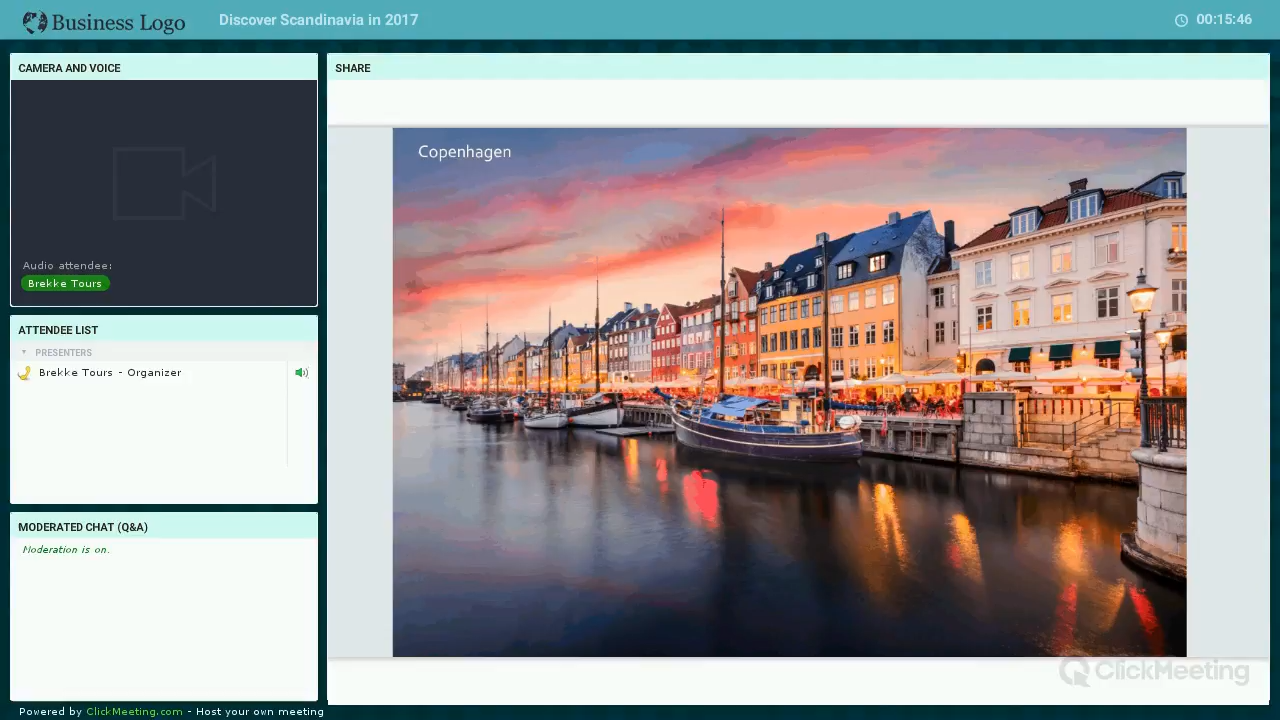 Business Logo
Discover Scandinavia in 2017
00:15:46
CAMERA AND VOICE
Audio attendee:
Brekke Tours
ATTENDEE LIST
PRESENTERS
Brekke Tours - Organizer
MODERATED CHAT (Q&A)
Moderation is on.
SHARE
Copenhagen
ClickMeeting
Powered by ClickMeeting.com - Host your own meeting